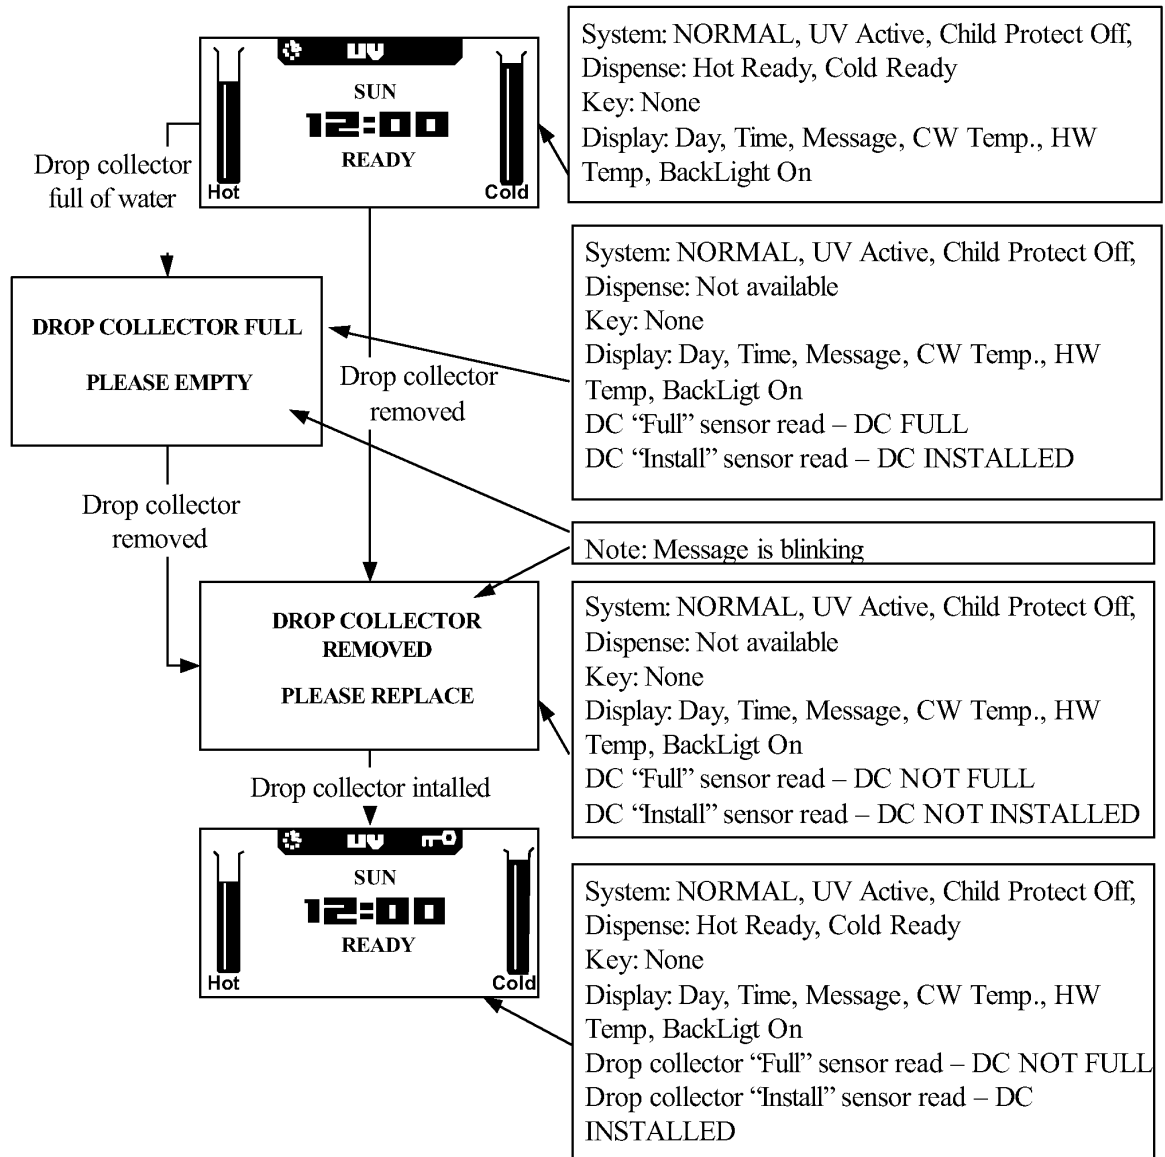 UV
SUN
12:00
READY
Hot
Cold
System: NORMAL, UV Active, Child Protect Off,
Dispense: Hot Ready, Cold Ready
Key: None
Display: Day, Time, Message, CW Temp., HW
Temp, BackLight On
Drop collector
full of water
DROP COLLECTOR FULL
PLEASE EMPTY
Drop collector
removed
System: NORMAL, UV Active, Child Protect Off,
Dispense: Not available
Key: None
Display: Day, Time, Message, CW Temp., HW
Temp, BackLigt On
DC “Full” sensor read – DC FULL
DC “Install” sensor read – DC INSTALLED
Drop collector
removed
Note: Message is blinking
DROP COLLECTOR
REMOVED
PLEASE REPLACE
System: NORMAL, UV Active, Child Protect Off,
Dispense: Not available
Key: None
Display: Day, Time, Message, CW Temp., HW
Temp, BackLigt On
DC “Full” sensor read – DC NOT FULL
DC “Install” sensor read – DC NOT INSTALLED
Drop collector intalled
UV
SUN
12:00
READY
Hot
Cold
System: NORMAL, UV Active, Child Protect Off,
Dispense: Hot Ready, Cold Ready
Key: None
Display: Day, Time, Message, CW Temp., HW
Temp, BackLigt On
Drop collector “Full” sensor read – DC NOT FULL
Drop collector “Install” sensor read – DC
INSTALLED